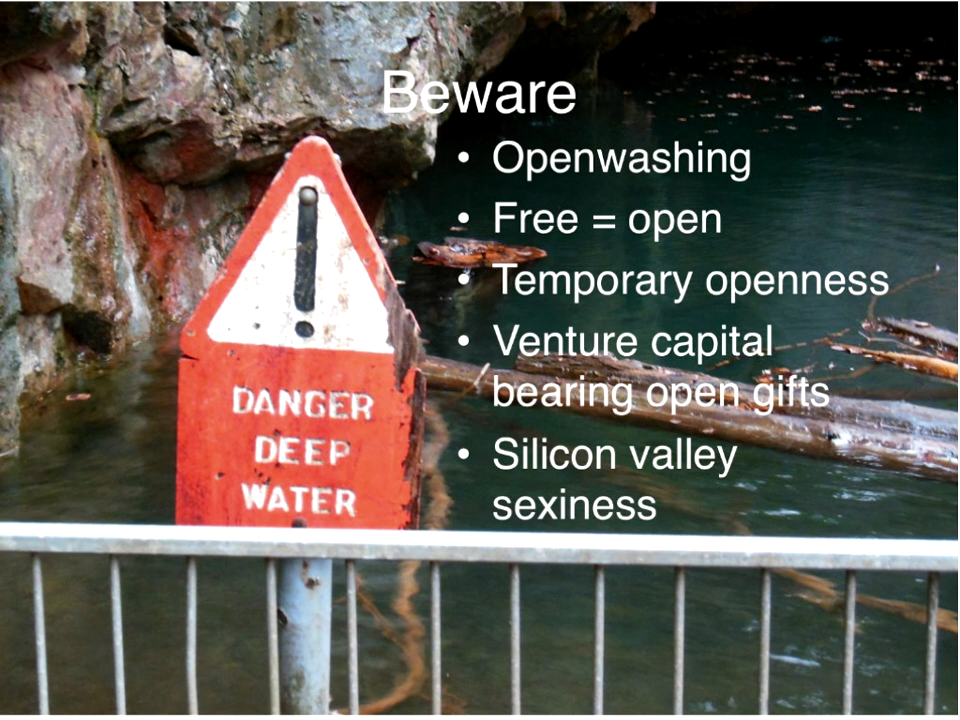 Beware
• Openwashing
• Free = open
• Temporary openness
• Venture capital
bearing open gifts
• Silicon valley
sexiness
DANGER
DEEP
WATER